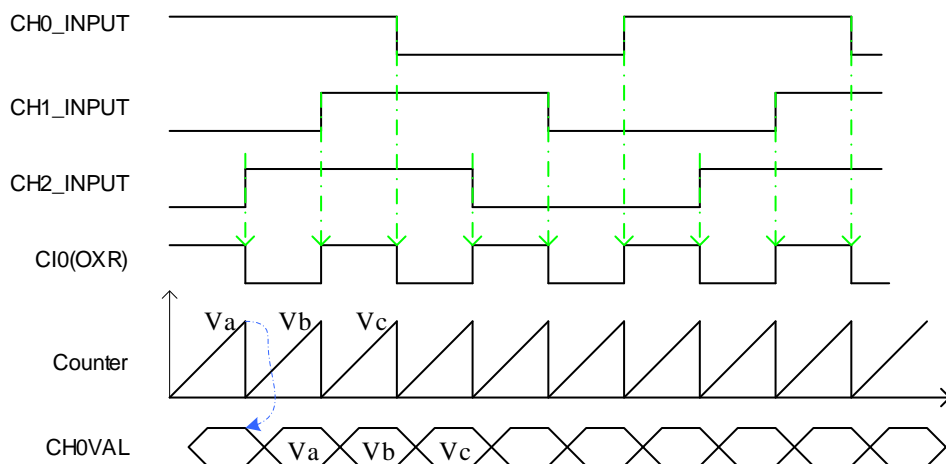 CH0_INPUT
CH1_INPUT
CH2_INPUT
CI0(OXR)
Va Vb Vc
Counter
CH0VAL Va Vb Vc